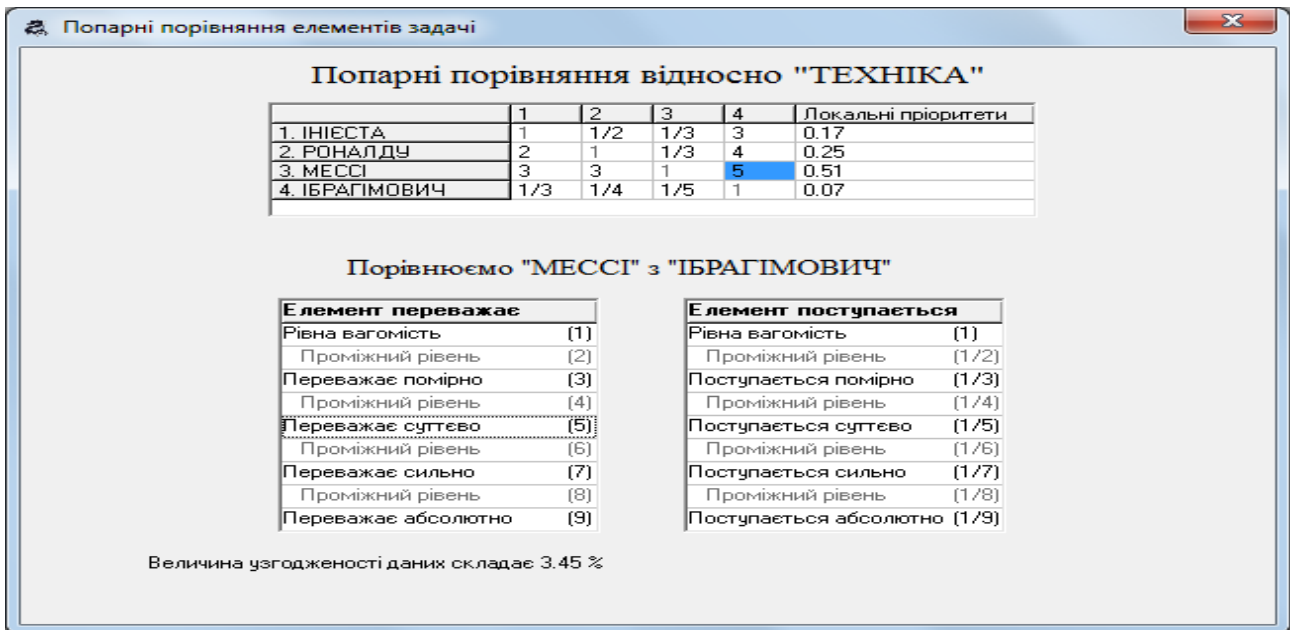 Попарні порівняння елементів задачі
Попарні порівняння відносно "ТЕХНІКА"
1 2 3 4 Локальні пріоритети
1. ІНІЄСТА 1 1/2 1/3 3 0.17
2. РОНАЛДУ 2 1 1/3 4 0.25
3. МЕССІ 3 3 1 5 0.51
4. ІБРАГІМОВИЧ 1/3 1/4 1/5 1 0.07
Порівнюємо "МЕССІ" з "ІБРАГІМОВИЧ"
Елемент переважає Елемент поступається
Рівна вагомість (1) Рівна вагомість (1)
Проміжний рівень (2) Проміжний рівень (1/2)
Переважає помірно (3) Поступається помірно (1/3)
Проміжний рівень (4) Проміжний рівень (1/4)
Переважає суттєво (5) Поступається суттєво (1/5)
Проміжний рівень (6) Проміжний рівень (1/6)
Переважає сильно (7) Поступається сильно (1/7)
Проміжний рівень (8) Проміжний рівень (1/8)
Переважає абсолютно (9) Поступається абсолютно (1/9)
Величина узгодженості даних складає 3.45 %